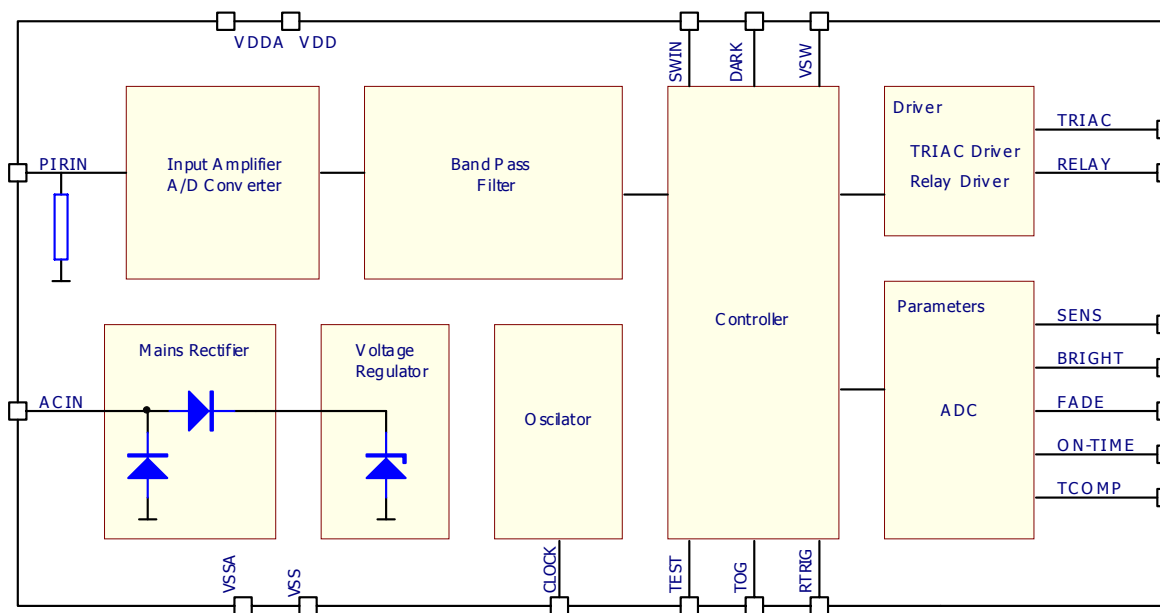 VDDA
VDD
SWIN
DARK
VSW
PIRIN
Input Amplifier
A/D Converter
Band Pass
Filter
Driver
TRIAC Driver
Relay Driver
TRIAC
RELAY
Controller
Parameters
ADC
SENS
BRIGHT
FADE
ON-TIME
TCOMP
Mains Rectifier
Voltage
Regulator
Oscilator
ACIN
VSSA
VSS
CLOCK
TEST
TOG
RTRIG